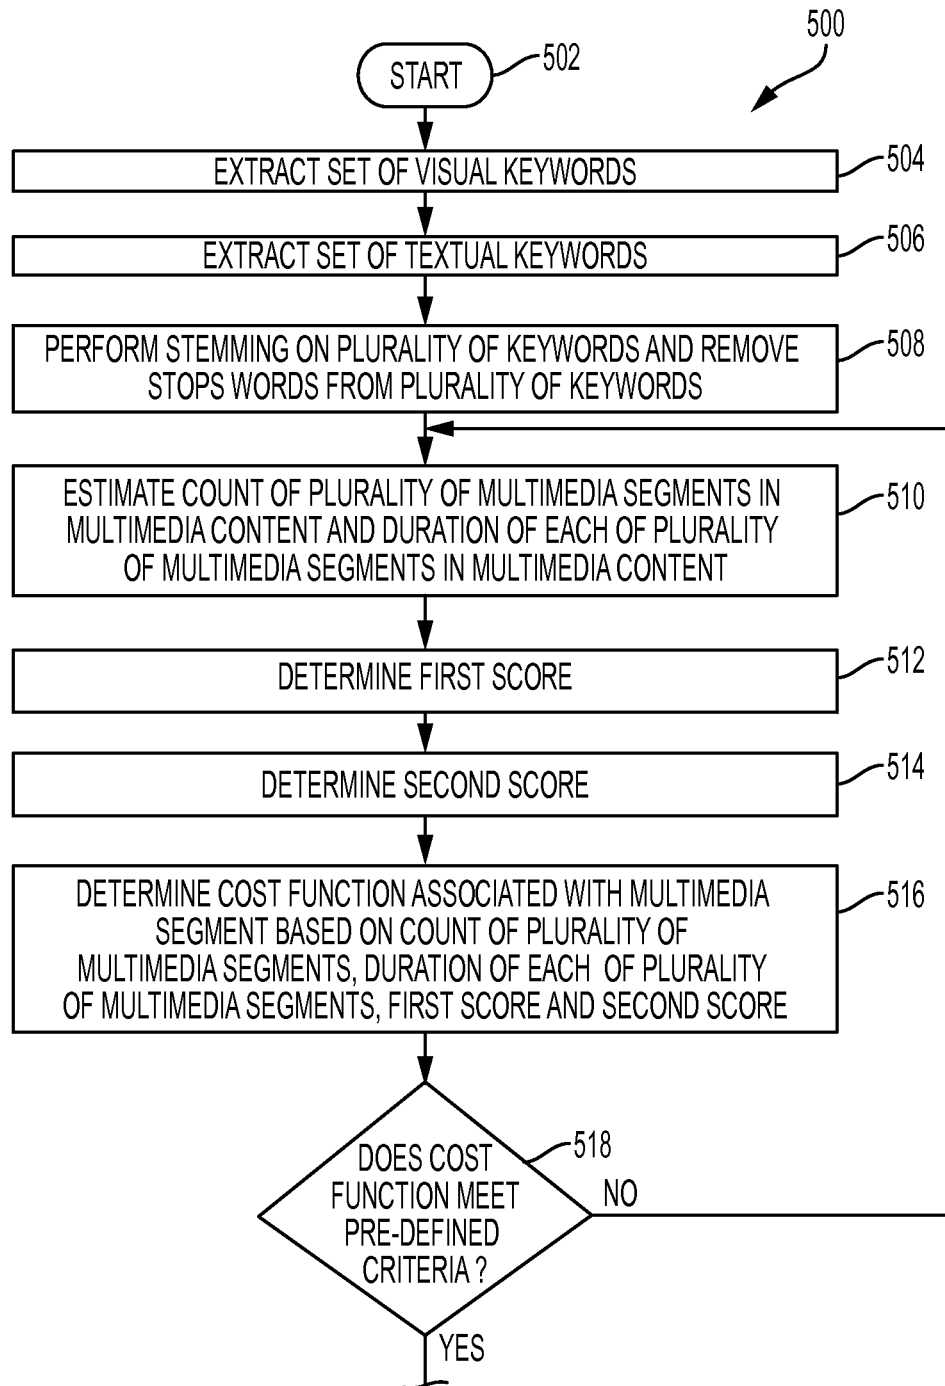 500
START
502
EXTRACT SET OF VISUAL KEYWORDS
504
EXTRACT SET OF TEXTUAL KEYWORDS
506
PERFORM STEMMING ON PLURALITY OF KEYWORDS AND REMOVE
STOPS WORDS FROM PLURALITY OF KEYWORDS
508
ESTIMATE COUNT OF PLURALITY OF MULTIMEDIA SEGMENTS IN
MULTIMEDIA CONTENT AND DURATION OF EACH OF PLURALITY
OF MULTIMEDIA SEGMENTS IN MULTIMEDIA CONTENT
510
DETERMINE FIRST SCORE
512
DETERMINE SECOND SCORE
514
DETERMINE COST FUNCTION ASSOCIATED WITH MULTIMEDIA
SEGMENT BASED ON COUNT OF PLURALITY OF
MULTIMEDIA SEGMENTS, DURATION OF EACH OF PLURALITY
OF MULTIMEDIA SEGMENTS, FIRST SCORE AND SECOND SCORE
516
DOES COST
FUNCTION MEET
PRE-DEFINED
CRITERIA ?
518
NO
YES